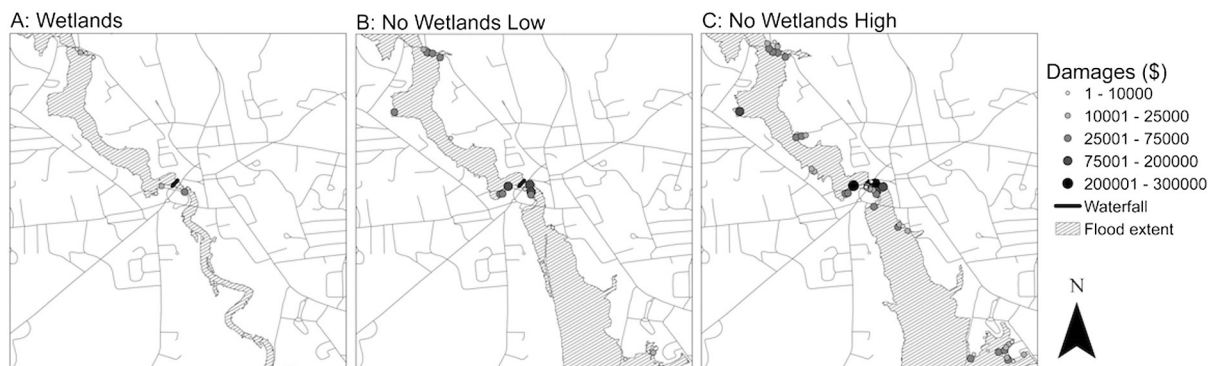 A: Wetlands
B: No Wetlands Low
C: No Wetlands High
Damages ($)
1 - 10000
10001 - 25000
25001 - 75000
75001 - 200000
200001 - 300000
Waterfall
Flood extent
N